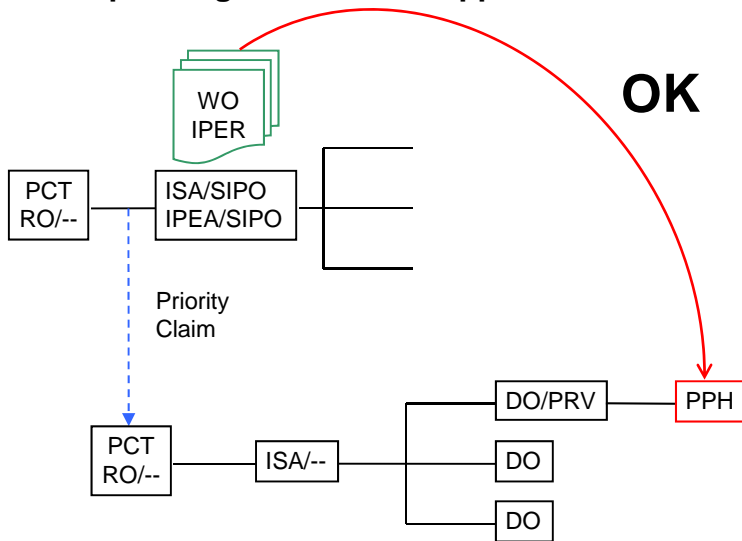 OK
WO
IPER
PCT
RO/--
ISA/SIPO
IPEA/SIPO
Priority
Claim
DO/PRV
PPH
PCT
RO/--
ISA/--
DO
DO